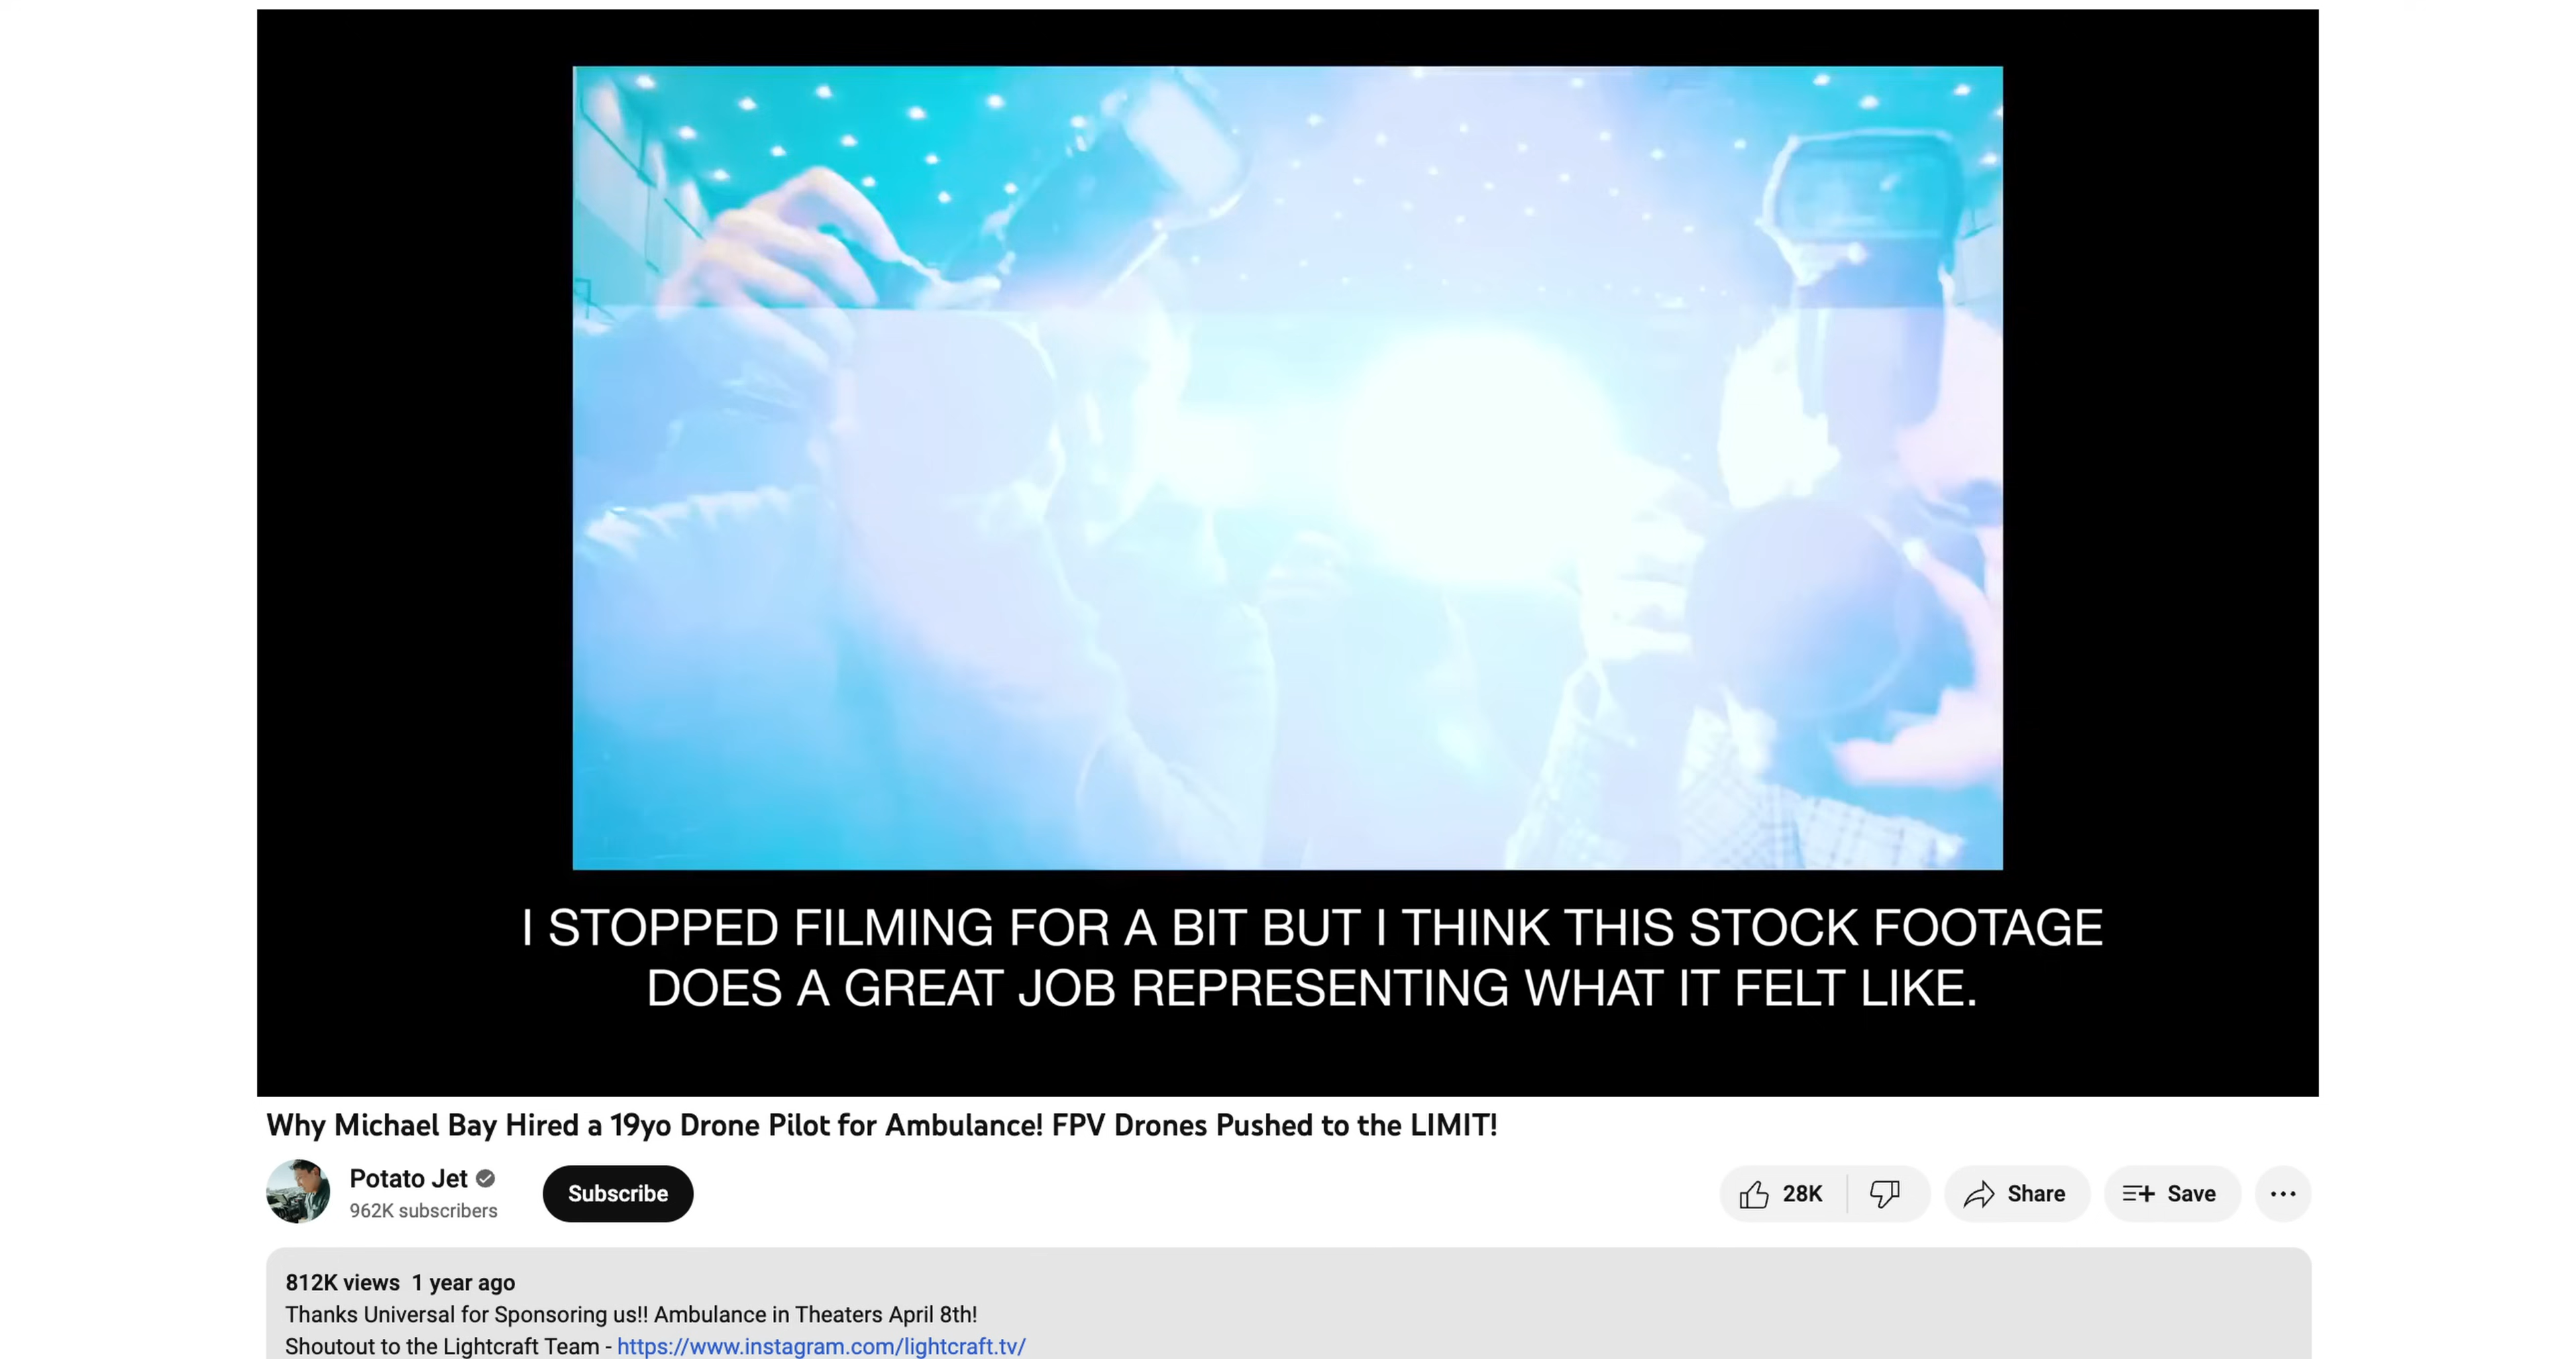 I STOPPED FILMING FOR A BIT BUT I THINK THIS STOCK FOOTAGE
DOES A GREAT JOB REPRESENTING WHAT IT FELT LIKE.
Why Michael Bay Hired a 19yo Drone Pilot for Ambulance! FPV Drones Pushed to the LIMIT!
Potato Jet
962K subscribers
Subscribe
28K
Share
Save
812K views 1 year ago
Thanks Universal for Sponsoring us!! Ambulance in Theaters April 8th!
Shoutout to the Lightcraft Team - https://www.instagram.com/lightcraft.tv/